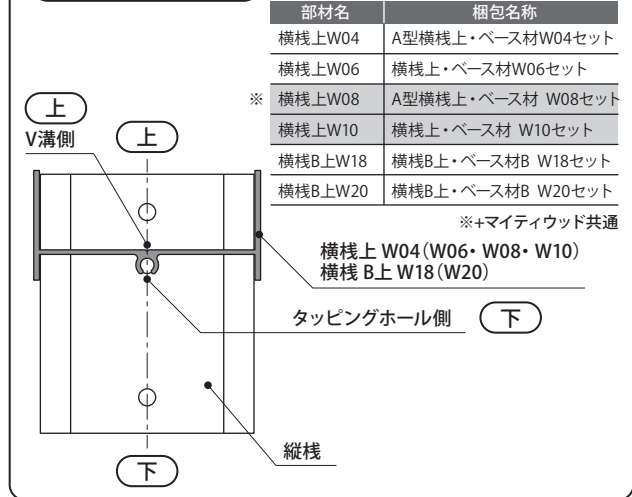 部材名 梱包名称
横桟上W04 A型横桟上・ベース材W04セット
横桟上W06 横桟上・ベース材W06セット
※ 横桟上W08 A型横桟上・ベース材 W08セット
横桟上W10 横桟上・ベース材 W10セット
横桟B上W18 横桟B上・ベース材B W18セット
横桟B上W20 横桟B上・ベース材B W20セット
※+マイティウッド共通
上
V溝側
上
横桟上 W04(W06・W08・W10)
横桟 B上 W18(W20)
タッピングホール側 下
縦桟
下